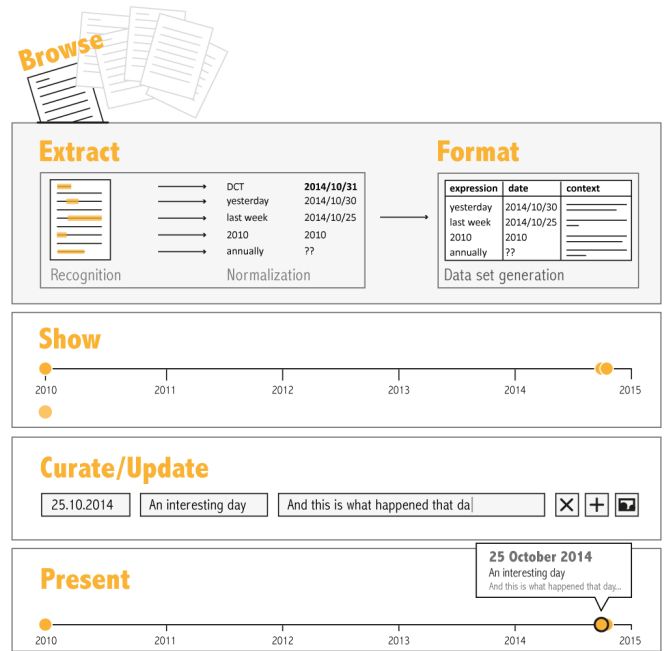 Browse
Extract
DCT 2014/10/31
yesterday 2014/10/30
last week 2014/10/25
2010 2010
annually ??
Recognition Normalization
Format
expression date context
yesterday 2014/10/30
last week 2014/10/25
2010 2010
annually ??
Data set generation
Show
2010 2011 2012 2013 2014 2015
Curate/Update
25.10.2014 An interesting day And this is what happened that da
Present
25 October 2014
An interesting day
And this is what happened that day...
2010 2011 2012 2013 2014 2015